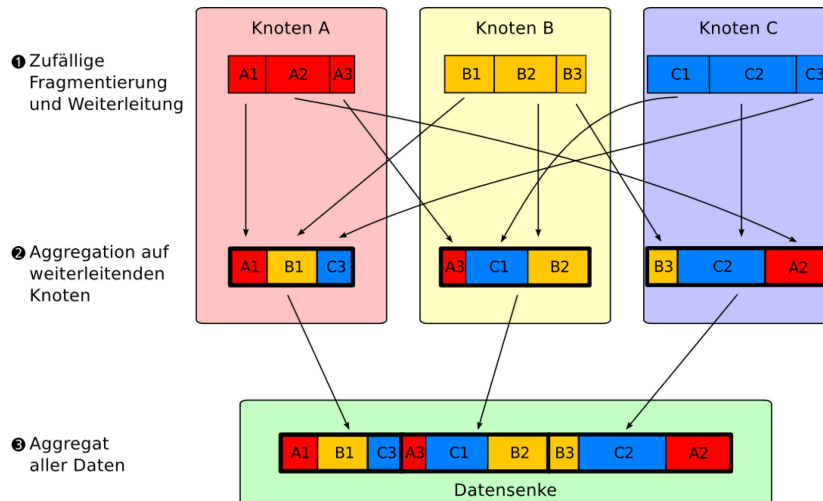 Knoten A
Knoten B
Knoten C
❶ Zufällige
Fragmentierung
und Weiterleitung
A1 A2 A3
B1 B2 B3
C1 C2 C3
❷ Aggregation auf
weiterleitenden
Knoten
A1 B1 C3
A3 C1 B2
B3 C2 A2
❸ Aggregat
aller Daten
A1 B1 C3 A3 C1 B2 B3 C2 A2
Datensenke